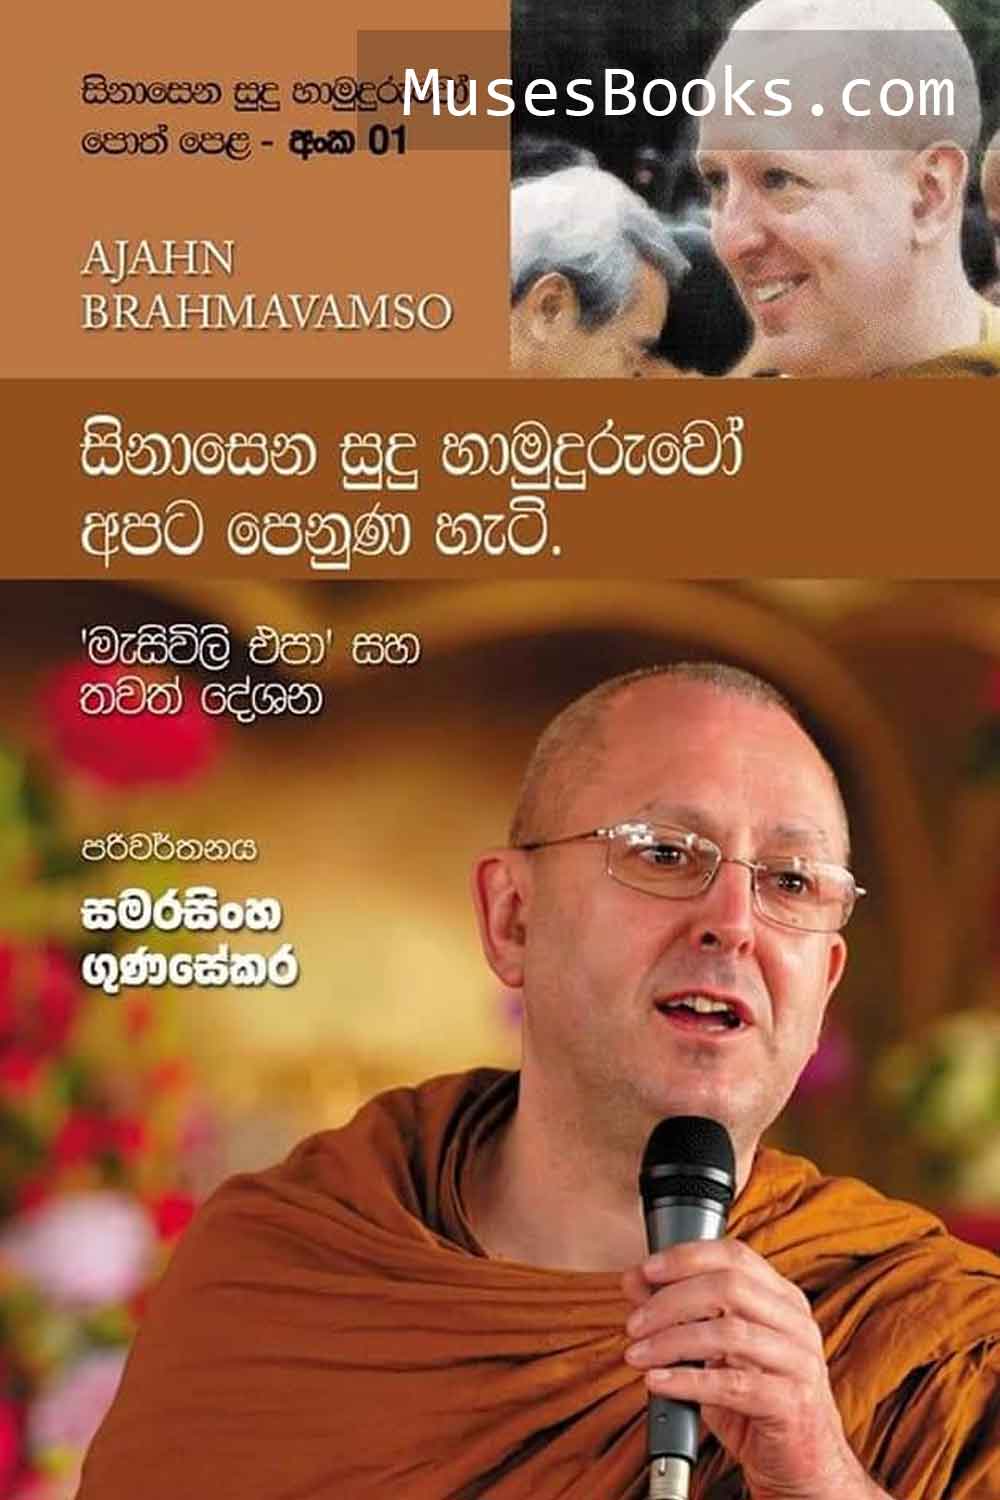 සිනාසෙන සුදු හාමුදුරුවෝ
MusesBooks.com
පොත් පෙළ - අංක 01
AJAHN
BRAHMAVAMSO
සිනාසෙන සුදු හාමුදුරුවෝ
අපට පෙනුණ හැටි.
'මැසිවිලි එපා' සහ
තවත් දේශන
පරිවර්තනය
සමරසිංහ
ගුණසේකර